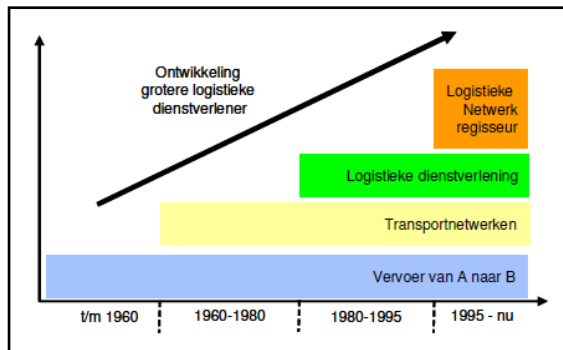 Ontwikkeling
grotere logistieke
dienstverlener
Logistieke
Netwerk
regisseur
Logistieke dienstverlening
Transportnetwerken
Vervoer van A naar B
t/m 1960
1960-1980
1980-1995
1995 - nu